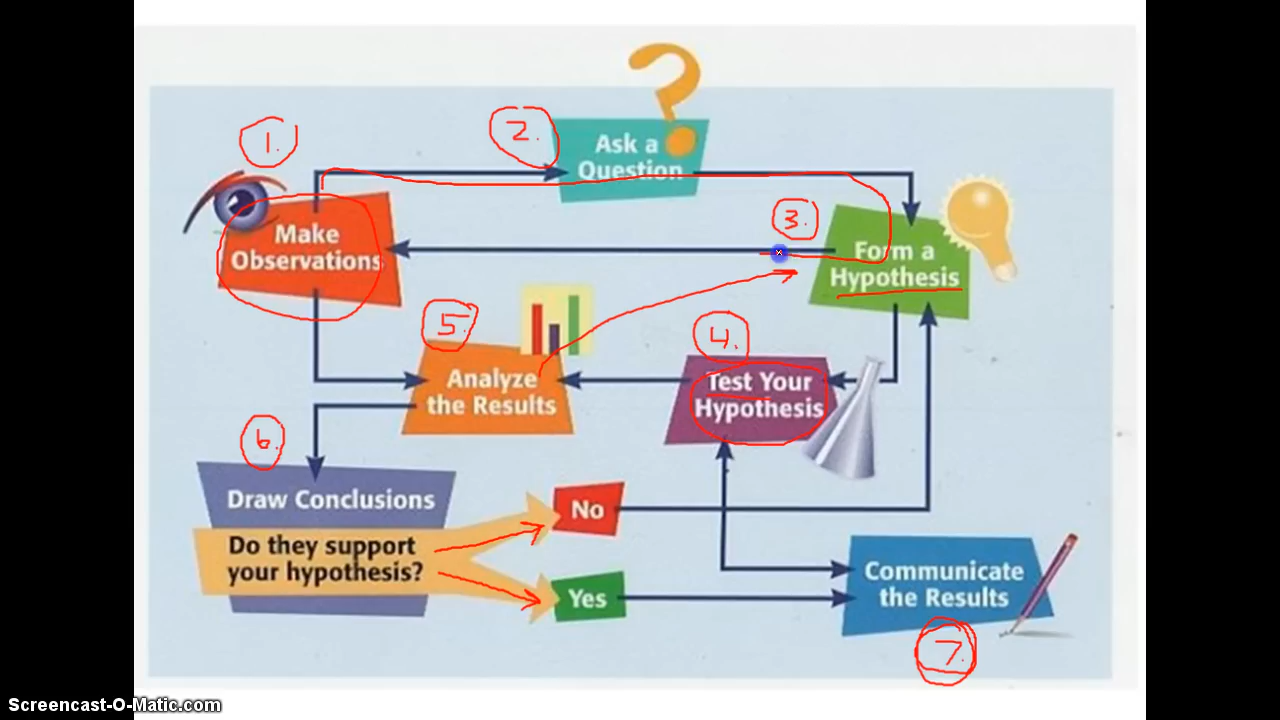 1.
2.
Ask a
Question
Make
Observations
3.
Form a
Hypothesis
5.
Analyze
the Results
4.
Test Your
Hypothesis
6.
Draw Conclusions
Do they support
your hypothesis?
No
Yes
Communicate
the Results
7.
Screencast-O-Matic.com